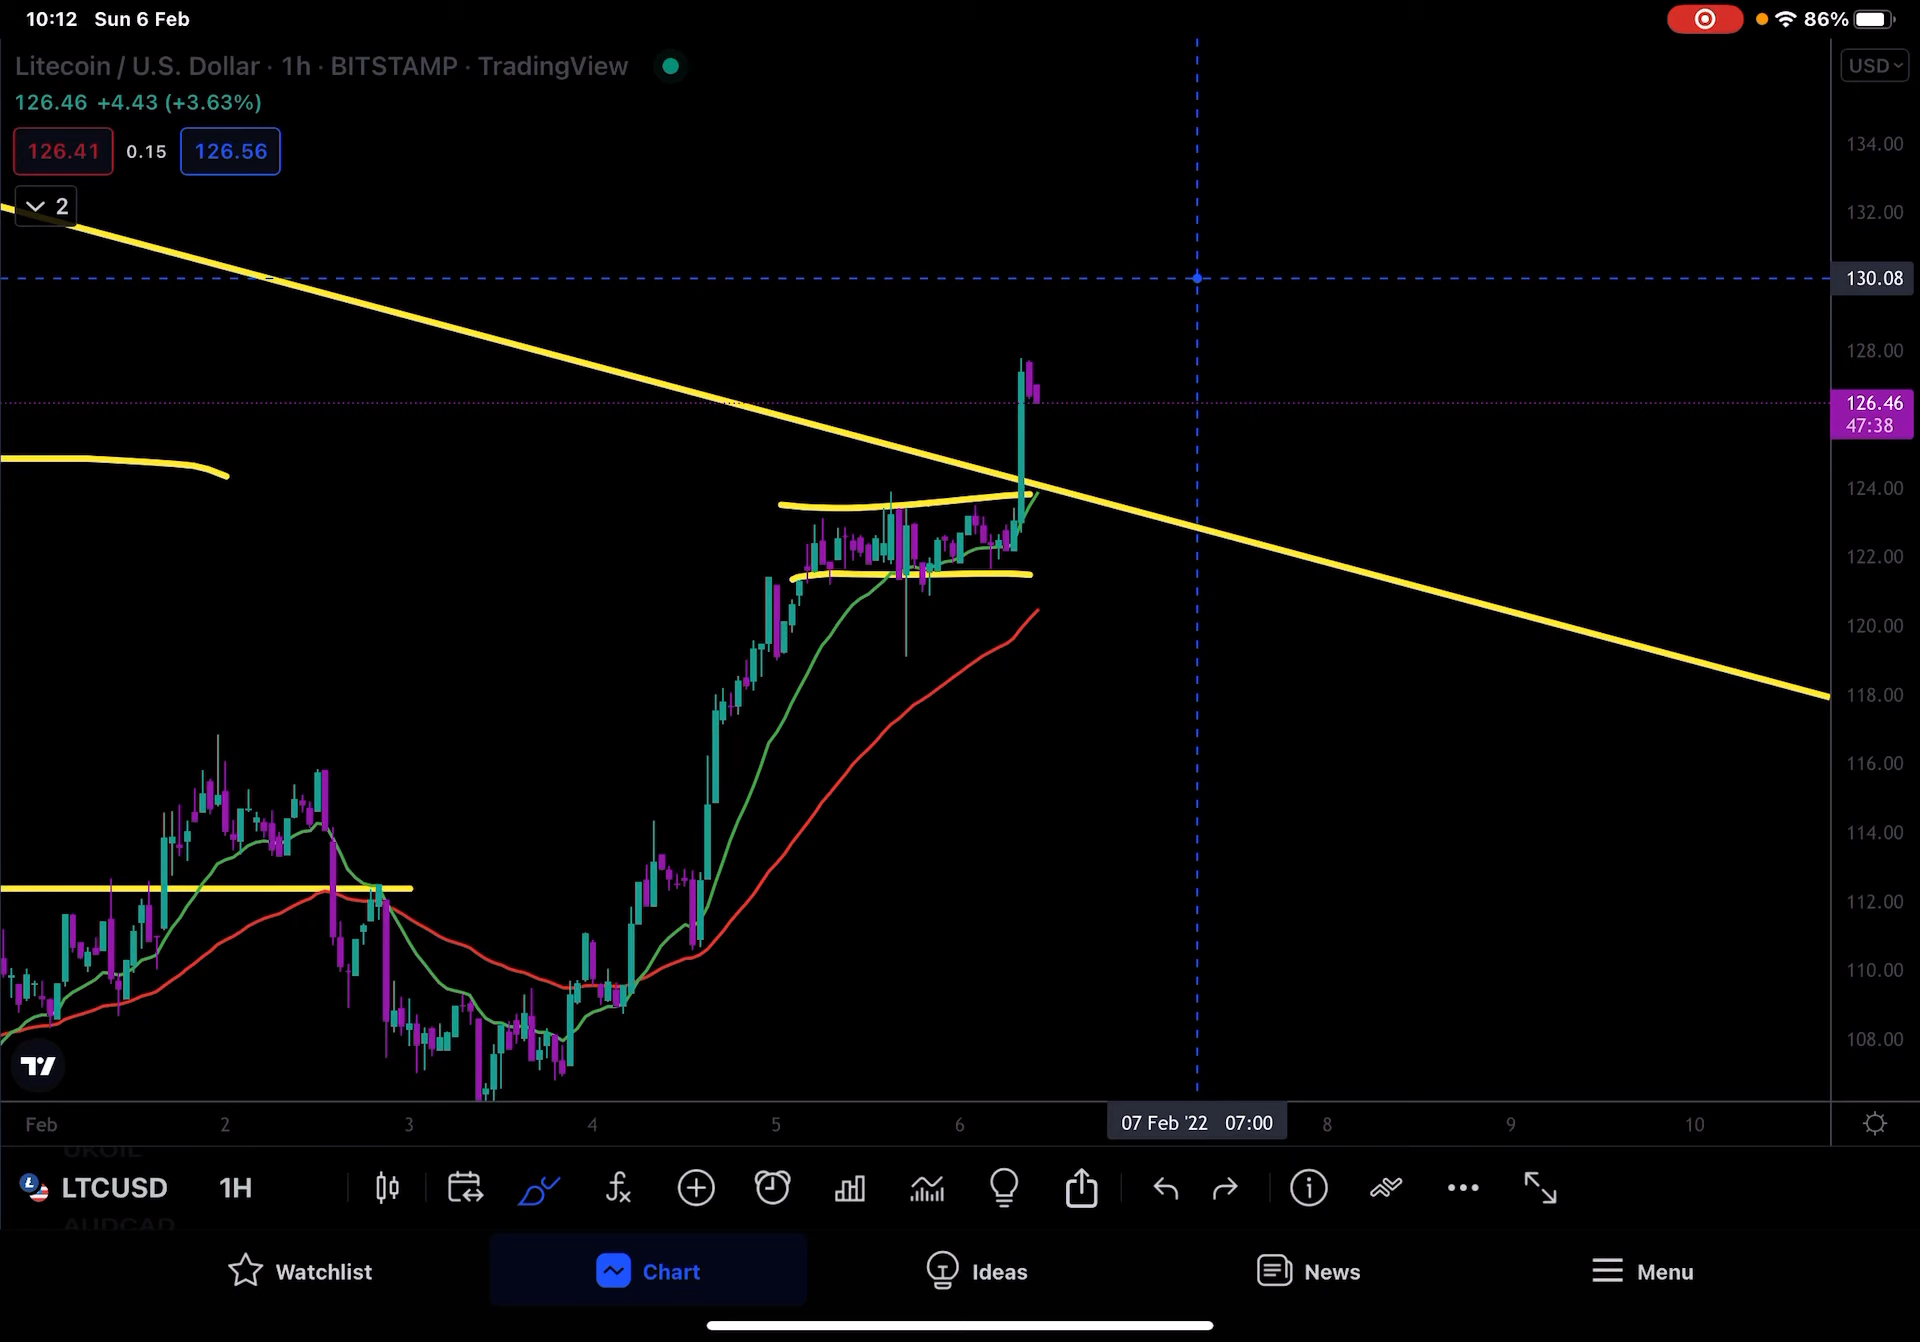 10:12 Sun 6 Feb
86%
Litecoin / U.S. Dollar · 1h · BITSTAMP · TradingView
USD
126.46 +4.43 (+3.63%)
126.41 0.15 126.56
2
134.00
132.00
130.08
128.00
126.46
47:38
124.00
122.00
120.00
118.00
116.00
114.00
112.00
110.00
108.00
Feb 2 3 4 5 6 07 Feb '22 07:00 8 9 10
UKOIL
LTCUSD 1H
AUDCAD
Watchlist Chart Ideas News Menu